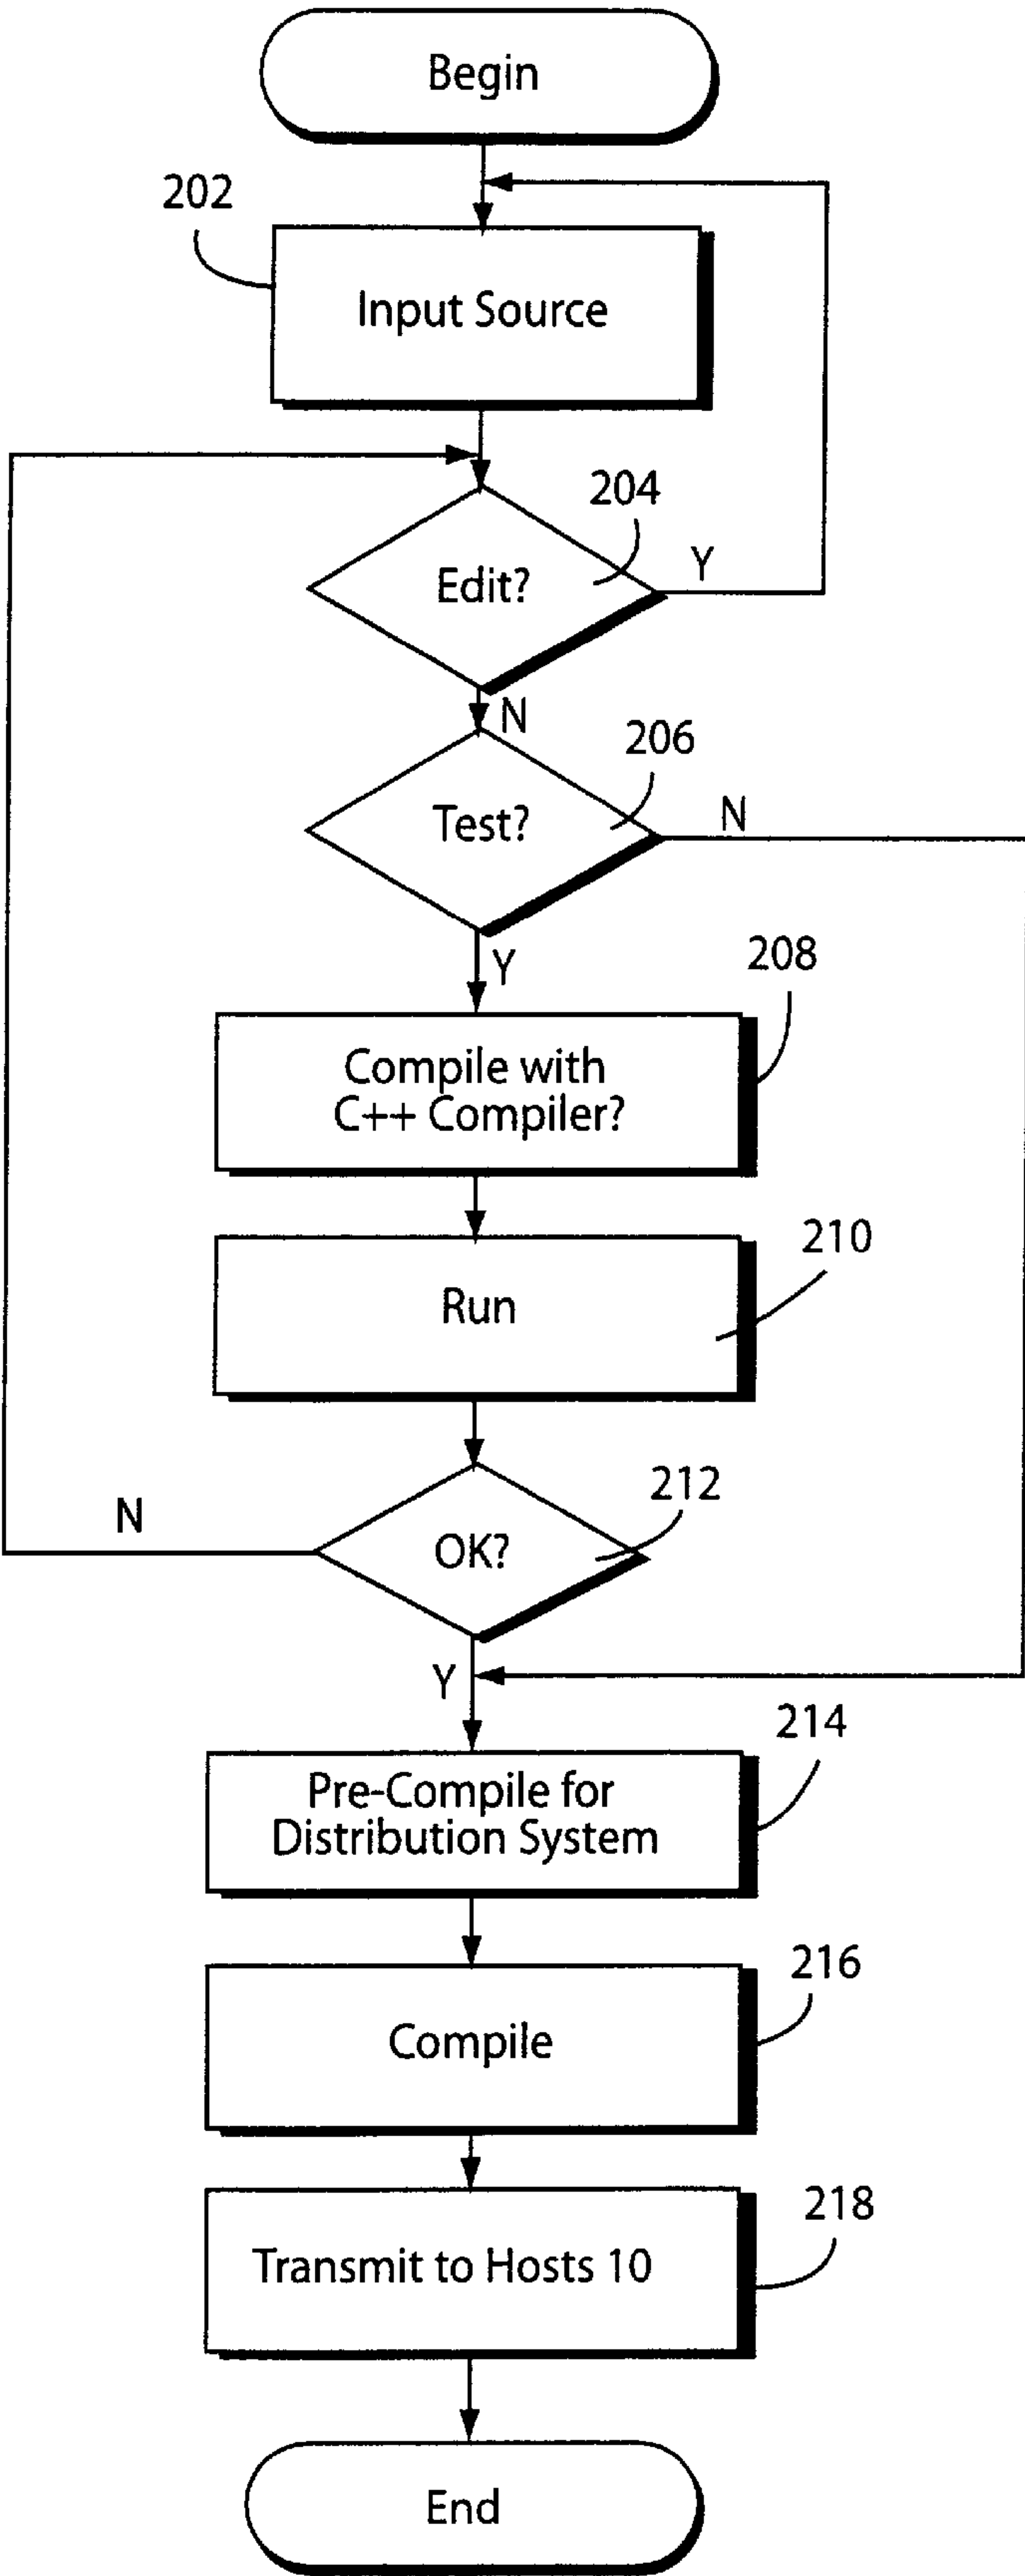 Begin
202
Input Source
204
Edit?
Y
N
206
Test?
N
Y
208
Compile with
C++ Compiler?
210
Run
212
OK?
N
Y
214
Pre-Compile for
Distribution System
216
Compile
218
Transmit to Hosts 10
End